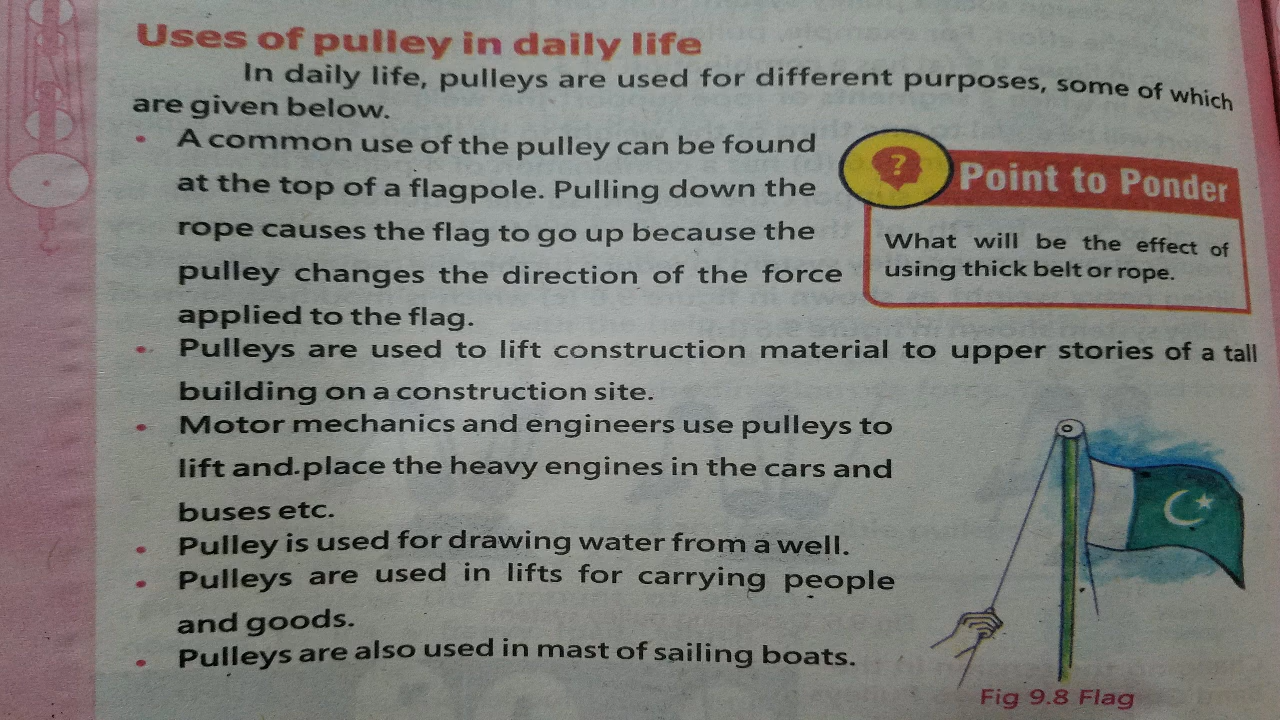 Uses of pulley in daily life
In daily life, pulleys are used for different purposes, some of which
are given below.
• A common use of the pulley can be found
at the top of a flagpole. Pulling down the
rope causes the flag to go up because the
pulley changes the direction of the force
applied to the flag.
? Point to Ponder
What will be the effect of
using thick belt or rope.
• Pulleys are used to lift construction material to upper stories of a tall
building on a construction site.
• Motor mechanics and engineers use pulleys to
lift and.place the heavy engines in the cars and
buses etc.
• Pulley is used for drawing water from a well.
• Pulleys are used in lifts for carrying people
and goods.
• Pulleys are also used in mast of sailing boats.
Fig 9.8 Flag